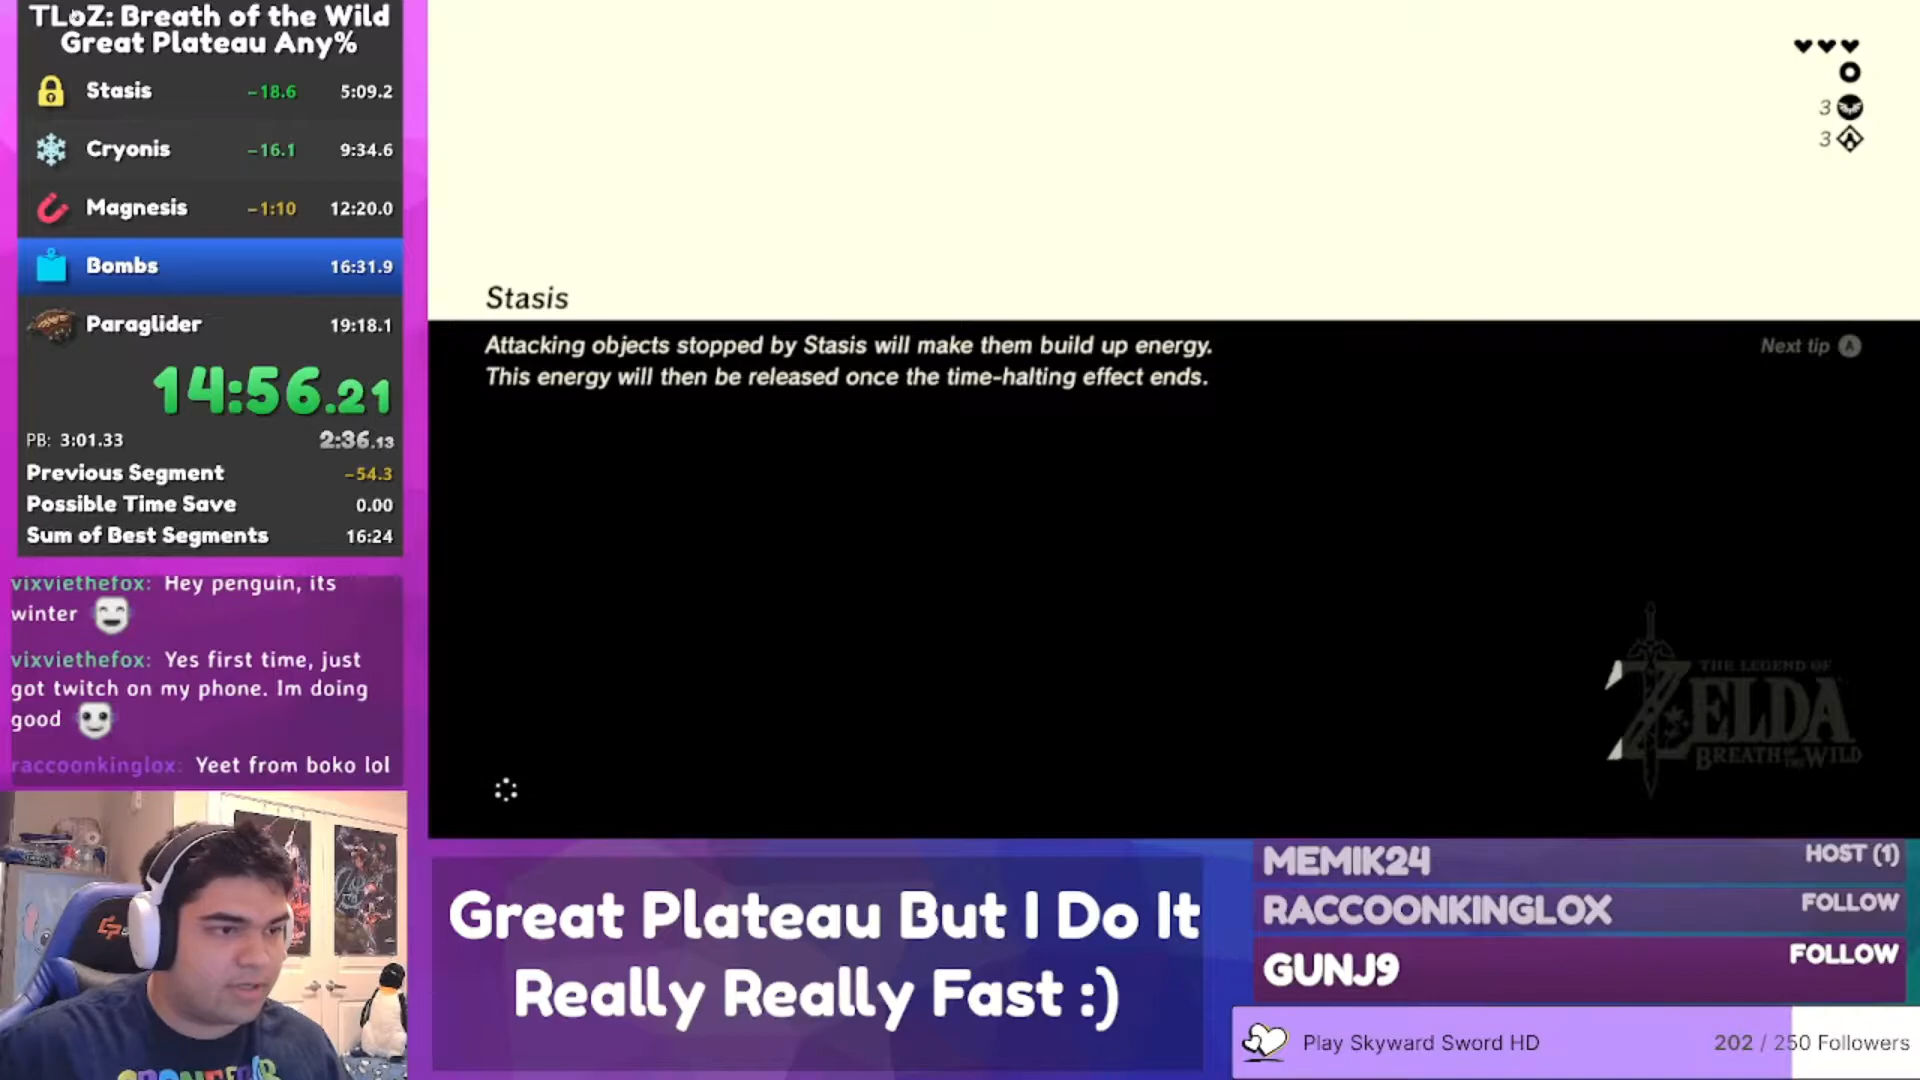 TLoZ: Breath of the Wild
Great Plateau Any%
Stasis -18.6 5:09.2
Cryonis -16.1 9:34.6
Magnesis -1:10 12:20.0
Bombs 16:31.9
Paraglider 19:18.1
14:56.21
PB: 3:01.33 2:36.13
Previous Segment -54.3
Possible Time Save 0.00
Sum of Best Segments 16:24
vixviethefox: Hey penguin, its
winter
vixviethefox: Yes first time, just
got twitch on my phone. Im doing
good
raccoonkinglox: Yeet from boko lol
3
3
Stasis
Attacking objects stopped by Stasis will make them build up energy.
This energy will then be released once the time-halting effect ends.
Next tip A
THE LEGEND OF
ZELDA
BREATH OF THE WILD
Great Plateau But I Do It
Really Really Fast :)
MEMIK24 HOST (1)
RACCOONKINGLOX FOLLOW
GUNJ9 FOLLOW
Play Skyward Sword HD 202 / 250 Followers